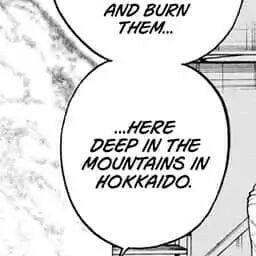 AND BURN
THEM...
...HERE
DEEP IN THE
MOUNTAINS IN
HOKKAIDO.